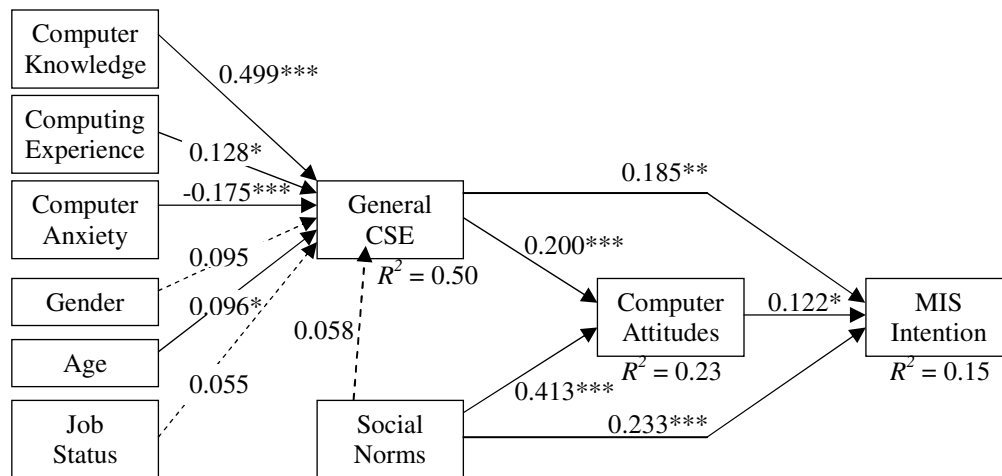 Computer
Knowledge
0.499***
Computing
Experience
0.128*
Computer
Anxiety
-0.175***
Gender
0.095
Age
0.096*
Job
Status
0.055
General
CSE
R² = 0.50
0.058
Social
Norms
0.185**
0.200***
0.413***
0.233***
Computer
Attitudes
R² = 0.23
0.122*
MIS
Intention
R² = 0.15